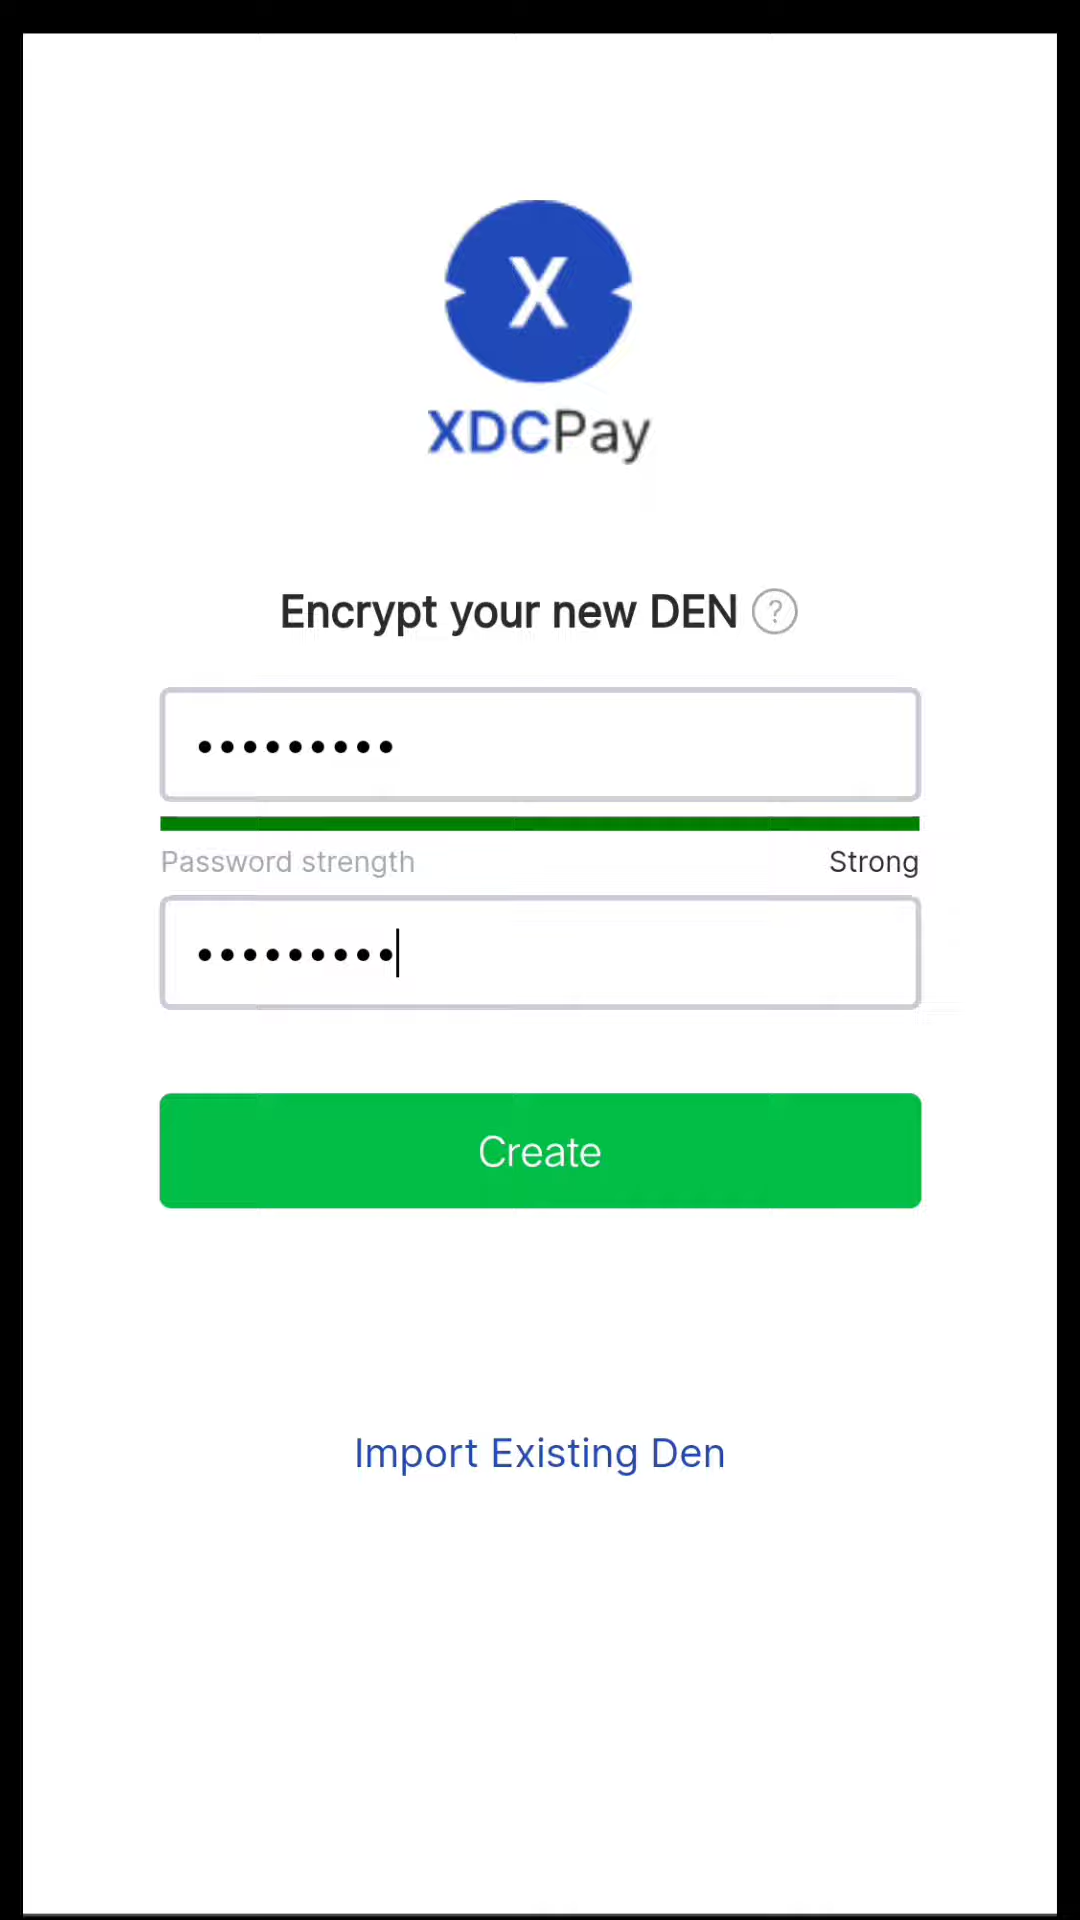 X
XDCPay
Encrypt your new DEN ?
•••••••••
Password strength Strong
•••••••••
Create
Import Existing Den